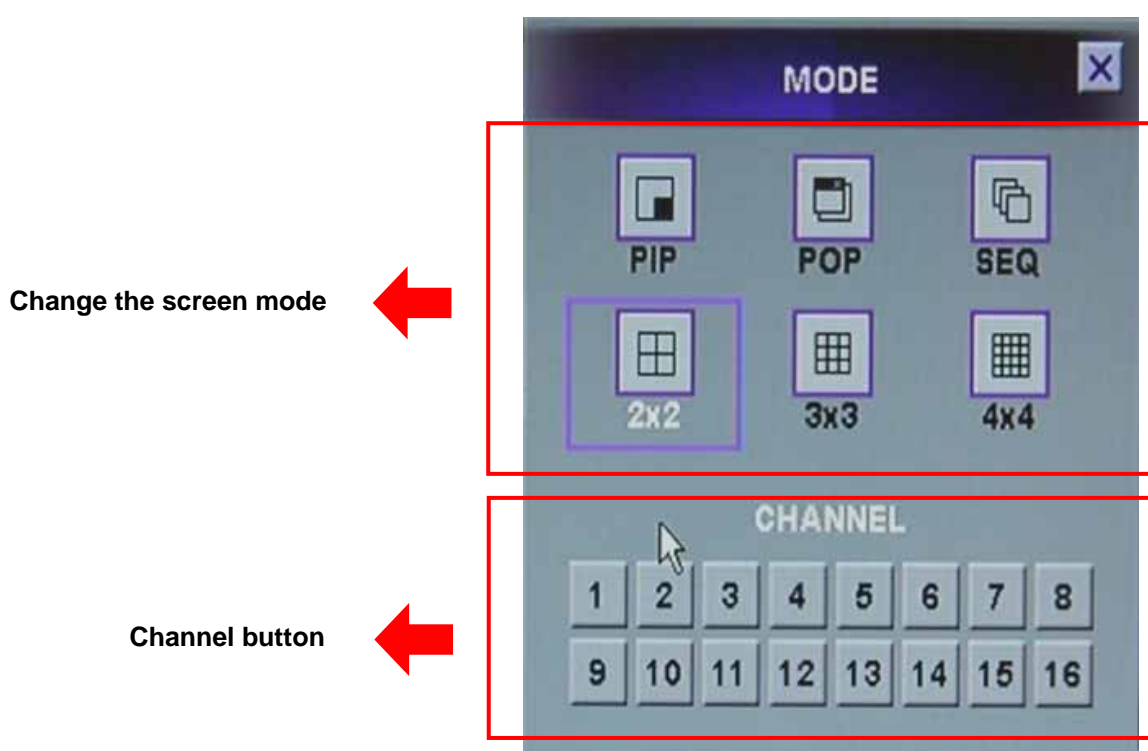 MODE
X
PIP POP SEQ
Change the screen mode
2x2 3x3 4x4
CHANNEL
1 2 3 4 5 6 7 8
Channel button
9 10 11 12 13 14 15 16